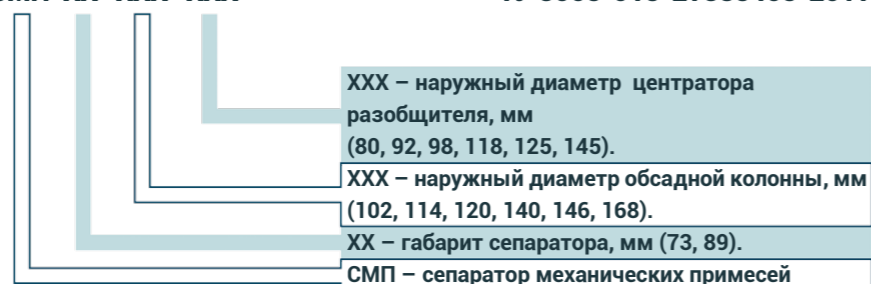 ХХХ – наружный диаметр центратора
разобщителя, мм
(80, 92, 98, 118, 125, 145).
ХХХ – наружный диаметр обсадной колонны, мм
(102, 114, 120, 140, 146, 168).
ХХ – габарит сепаратора, мм (73, 89).
СМП – сепаратор механических примесей